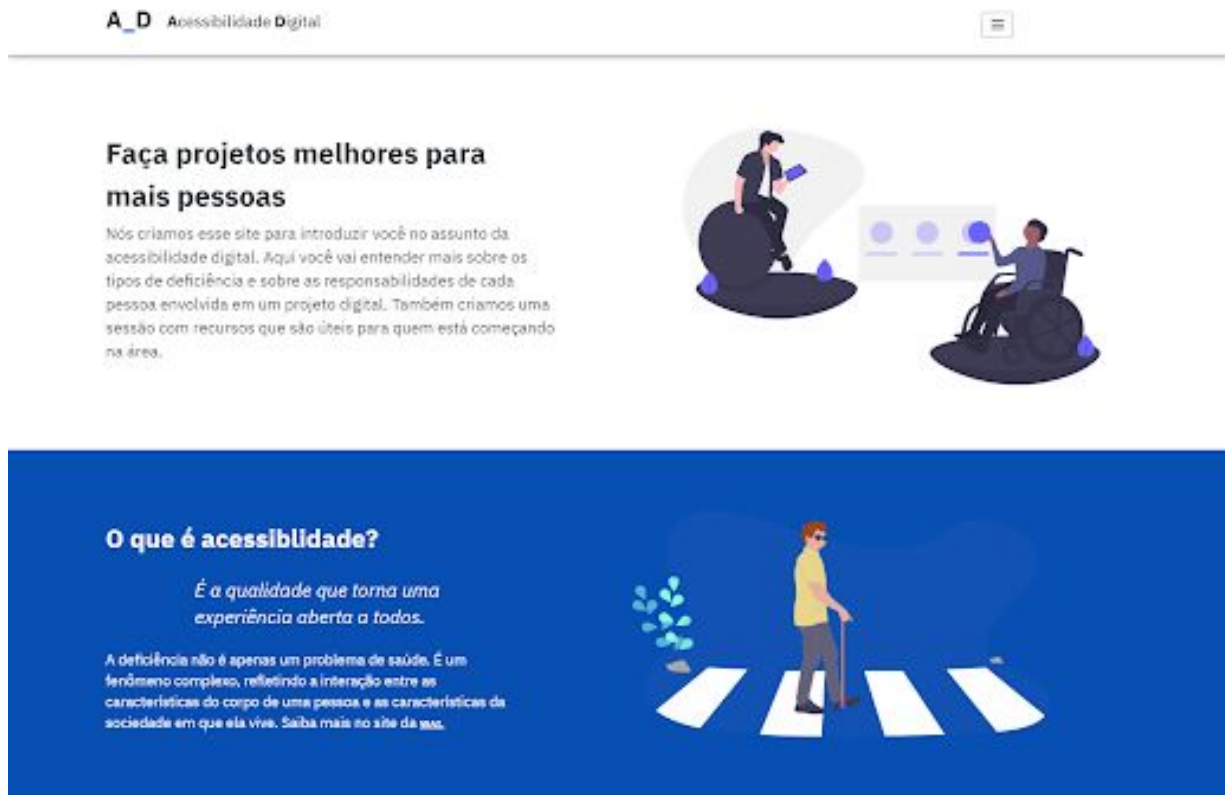 A_D Acessibilidade Digital
Faça projetos melhores para
mais pessoas
Nós criamos esse site para introduzir você no assunto da
acessibilidade digital. Aqui você vai entender mais sobre os
tipos de deficiência e sobre as responsabilidades de cada
pessoa envolvida em um projeto digital. Também criamos uma
sessão com recursos que são úteis para quem está começando
na área.
O que é acessiblidade?
É a qualidade que torna uma
experiência aberta a todos.
A deficiência não é apenas um problema de saúde. É um
fenômeno complexo, refletindo a interação entre as
características do corpo de uma pessoa e as características da
sociedade em que ela vive. Saiba mais no site da